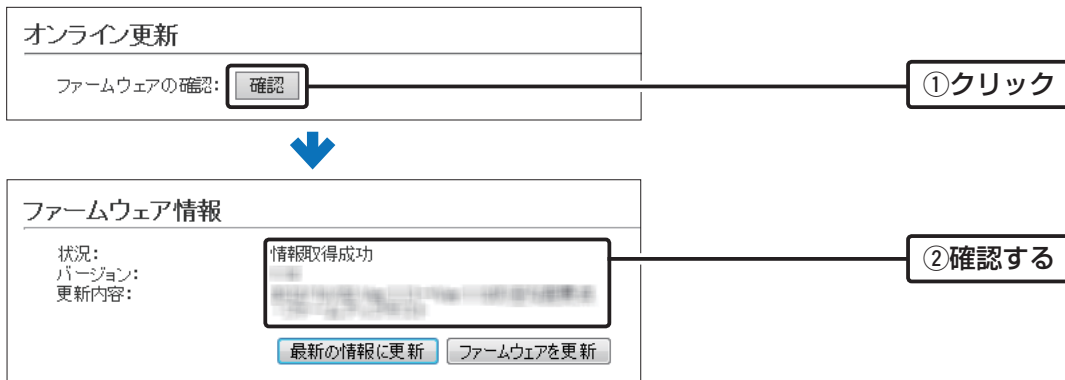 オンライン更新
ファームウェアの確認: 確認
①クリック
ファームウェア情報
状況: 情報取得成功
②確認する
バージョン:
更新内容:
最新の情報に更新 ファームウェアを更新